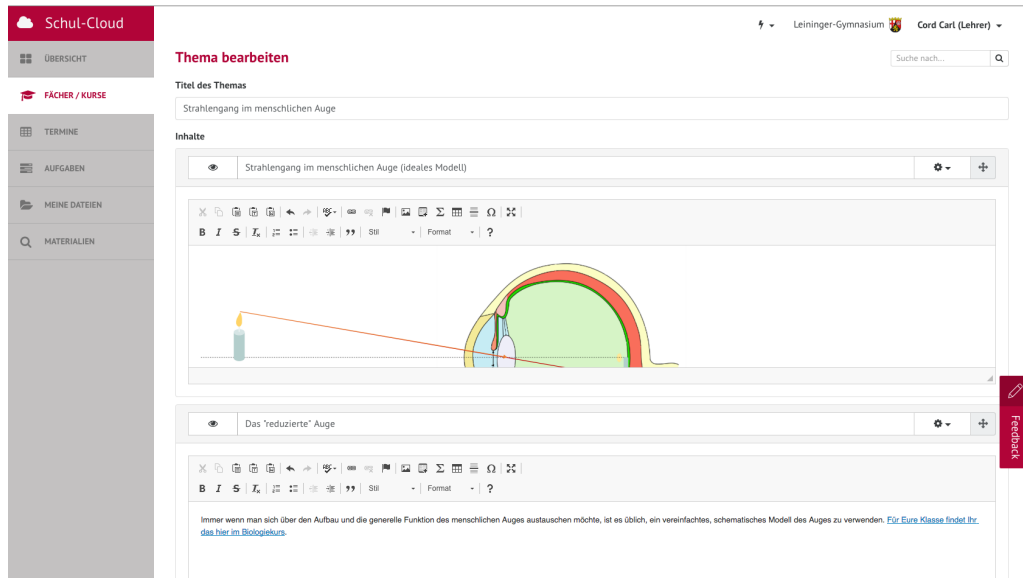 Schul-Cloud
Leininger-Gymnasium
Cord Carl (Lehrer)
ÜBERSICHT
FÄCHER / KURSE
TERMINE
AUFGABEN
MEINE DATEIEN
MATERIALIEN
Thema bearbeiten
Suche nach...
Titel des Themas
Strahlengang im menschlichen Auge
Inhalte
Strahlengang im menschlichen Auge (ideales Modell)
B I S Ix Stil Format ?
Das "reduzierte" Auge
B I S Ix Stil Format ?
Immer wenn man sich über den Aufbau und die generelle Funktion des menschlichen Auges austauschen möchte, ist es üblich, ein vereinfachtes, schematisches Modell des Auges zu verwenden. Für Eure Klasse findet Ihr
das hier im Biologiekurs.
Feedback